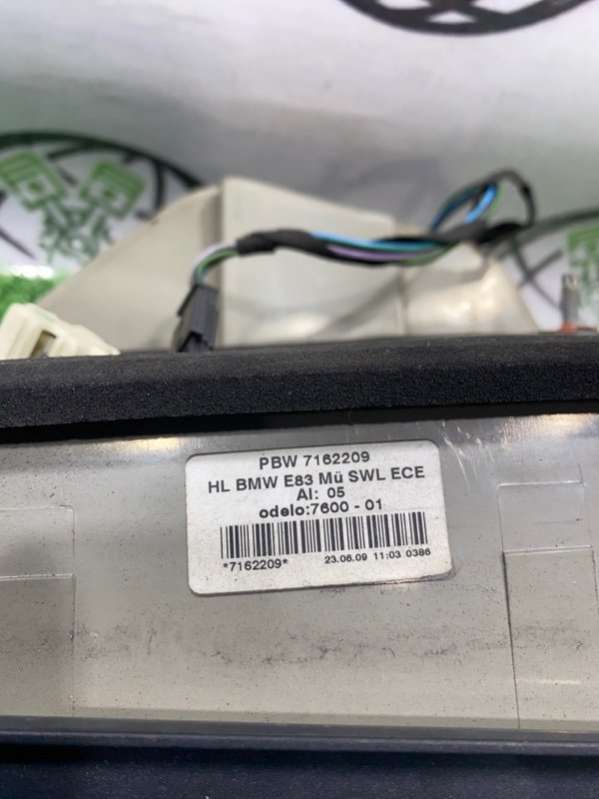 PBW 7162209
HL BMW E83 Mü SWL ECE
AI: 05
odelo:7600 - 01
*7162209* 23.06.09 11:03 0386